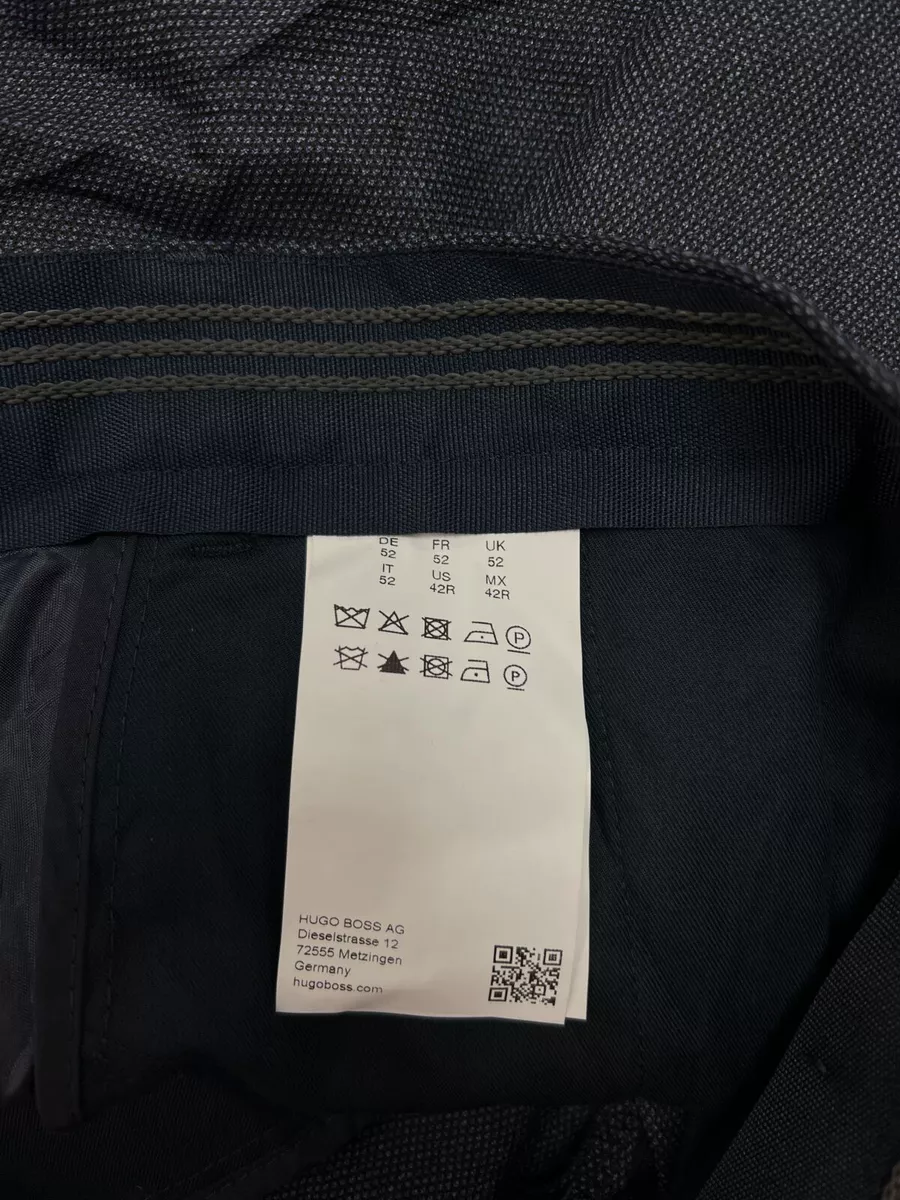 DE FR UK
52 52 52
IT US MX
52 42R 42R
P
P
HUGO BOSS AG
Dieselstrasse 12
72555 Metzingen
Germany
hugoboss.com